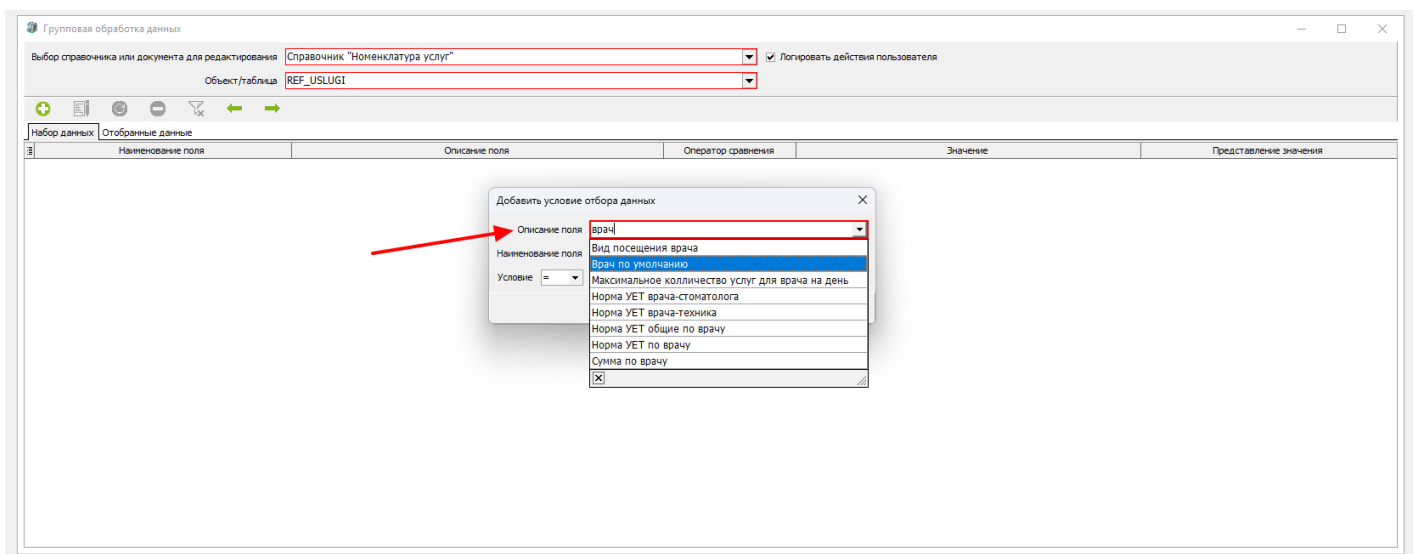 Групповая обработка данных
Выбор справочника или документа для редактирования Справочник "Номенклатура услуг" Логировать действия пользователя
Объект/таблица REF_USLUGI
Набор данных Отобранные данные
Наименование поля Описание поля Оператор сравнения Значение Представление значения
Добавить условие отбора данных
Описание поля врач
Наименование поля
Условие =
Вид посещения врача
Врач по умолчанию
Максимальное колличество услуг для врача на день
Норма УЕТ врача-стоматолога
Норма УЕТ врача-техника
Норма УЕТ общие по врачу
Норма УЕТ по врачу
Сумма по врачу